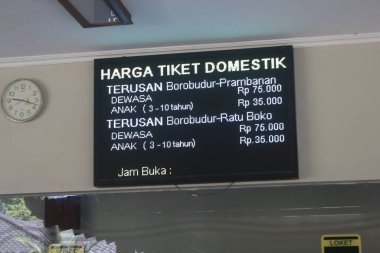 HARGA TIKET DOMESTIK
TERUSAN Borobudur-Prambanan
DEWASA Rp 75.000
ANAK ( 3 - 10 tahun) Rp 35.000
TERUSAN Borobudur-Ratu Boko
DEWASA Rp 75.000
ANAK ( 3 - 10 tahun) Rp.35.000
Jam Buka :
LOKET